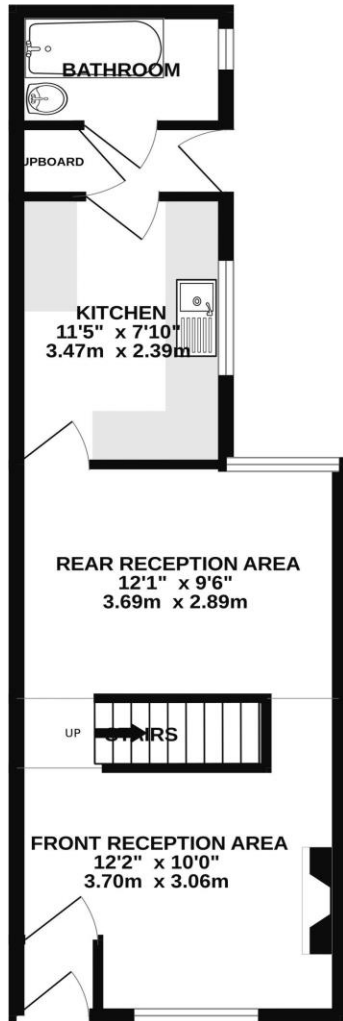 BATHROOM
UPBOARD
KITCHEN
11'5" x 7'10"
3.47m x 2.39m
REAR RECEPTION AREA
12'1" x 9'6"
3.69m x 2.89m
UP
STAIRS
FRONT RECEPTION AREA
12'2" x 10'0"
3.70m x 3.06m